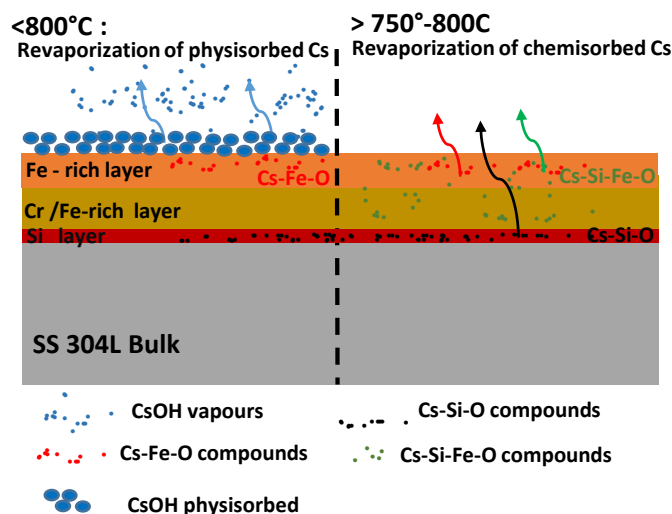 <800°C :
Revaporization of physisorbed Cs
> 750°-800C
Revaporization of chemisorbed Cs
Fe - rich layer
Cs-Fe-O
Cs-Si-Fe-O
Cr /Fe-rich layer
Si layer
Cs-Si-O
SS 304L Bulk
CsOH vapours
Cs-Si-O compounds
Cs-Fe-O compounds
Cs-Si-Fe-O compounds
CsOH physisorbed